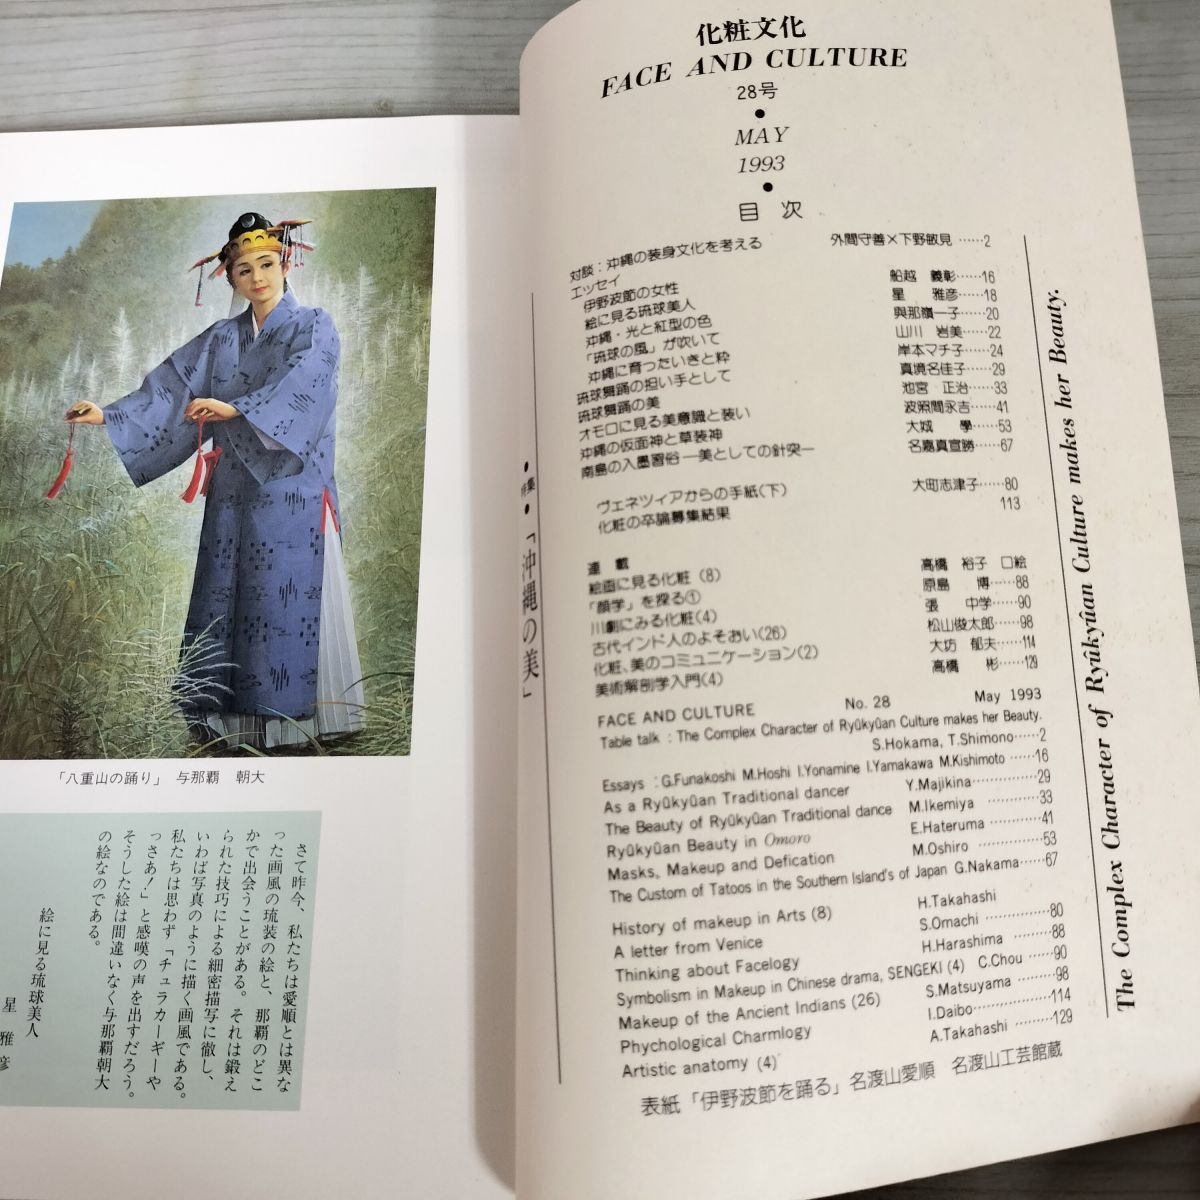 「八重山の踊り」 与那覇 朝大
さて昨今、私たちは愛順とは異な
った画風の琉装の絵と、那覇のどこ
かで出会うことがある。それは鍛え
られた技巧による細密描写に徹し、
いわば写真のように描く画風である。
私たちは思わず「チュラカーギーや
っさあ!」と感嘆の声を出すだろう。
そうした絵は間違いなく与那覇朝大
の絵なのである。
絵に見る琉球美人
星 雅彦
化粧文化
FACE AND CULTURE
28号
MAY
1993
目次
●特集●「沖縄の美」
対談:沖縄の装身文化を考える 外間守善×下野敏見……2
エッセイ
伊野波節の女性 船越 義彰……16
絵に見る琉球美人 星 雅彦……18
沖縄・光と紅型の色 與那嶺一子……20
「琉球の風」が吹いて 山川 岩美……22
沖縄に育ったいきと粋 岸本マチ子……24
琉球舞踊の担い手として 真境名佳子……29
琉球舞踊の美 池宮 正治……33
オモロに見る美意識と装い 波照間永吉……41
沖縄の仮面神と草装神 大城 學……53
南島の入墨習俗―美としての針突― 名嘉真宜勝……67
ヴェネツィアからの手紙(下) 大町志津子……80
化粧の卒論募集結果 113
連載
絵画に見る化粧(8) 高橋 裕子 口絵
「顔学」を探る① 原島 博……88
川劇にみる化粧(4) 張 中学……90
古代インド人のよそおい(26) 松山俊太郎……98
化粧、美のコミュニケーション(2) 大坊 郁夫……114
美術解剖学入門(4) 高橋 彬……129
FACE AND CULTURE No. 28 May 1993
Table talk : The Complex Character of Ryûkyûan Culture makes her Beauty.
S.Hokama, T.Shimono……2
Essays : G.Funakoshi M.Hoshi I.Yonamine I.Yamakawa M.Kishimoto ……16
As a Ryûkyûan Traditional dancer Y.Majikina……………29
The Beauty of Ryûkyûan Traditional dance M.Ikemiya ……………33
Ryûkyûan Beauty in Omoro E.Hateruma ……………41
Masks, Makeup and Defication M.Oshiro ……………53
The Custom of Tatoos in the Southern Island's of Japan G.Nakama……67
History of makeup in Arts (8) H.Takahashi
A letter from Venice S.Omachi ……………80
Thinking about Facelogy H.Harashima ………88
Symbolism in Makeup in Chinese drama, SENGEKI (4) C.Chou ……90
Makeup of the Ancient Indians (26) S.Matsuyama ………98
Phychological Charmlogy I.Daibo……………114
Artistic anatomy (4) A.Takahashi ………129
表紙「伊野波節を踊る」名渡山愛順 名渡山工芸館蔵
The Complex Character of Ryûkyûan Culture makes her Beauty.